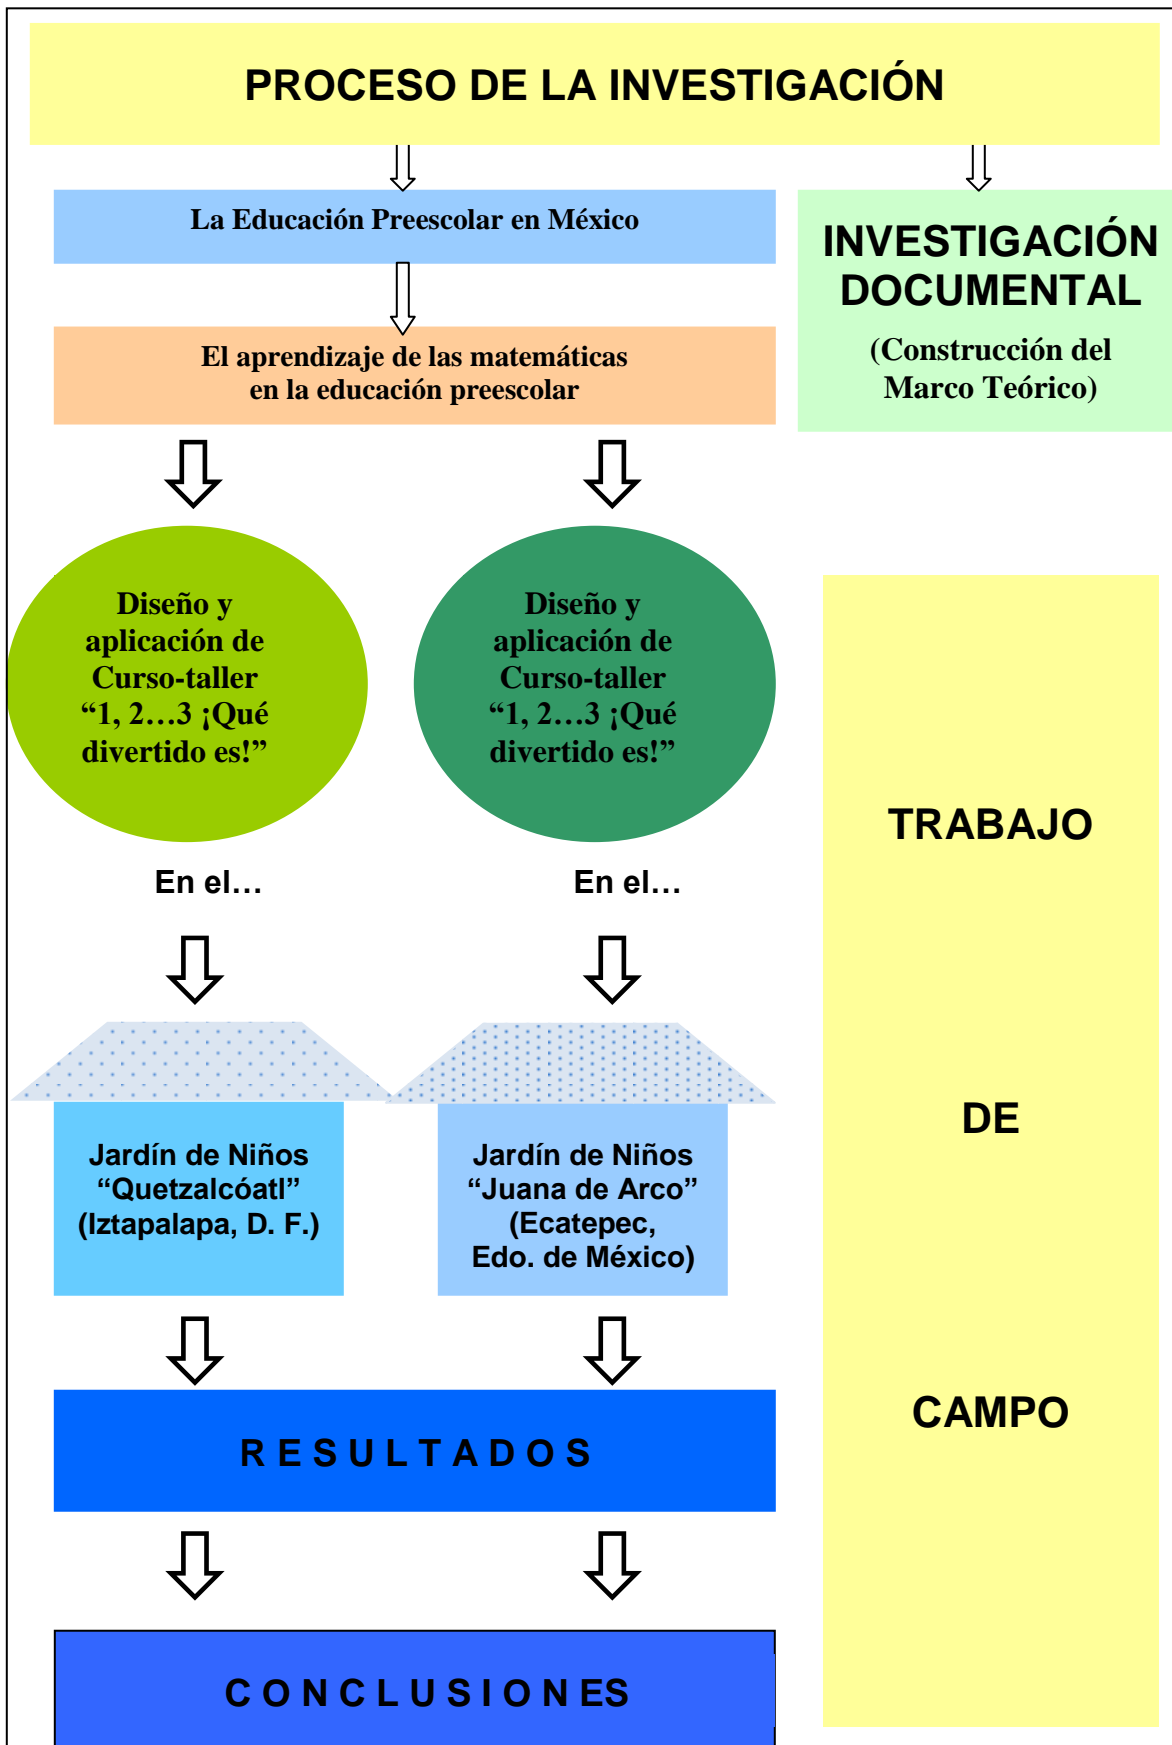 PROCESO DE LA INVESTIGACIÓN
La Educación Preescolar en México
El aprendizaje de las matemáticas
en la educación preescolar
INVESTIGACIÓN
DOCUMENTAL
(Construcción del
Marco Teórico)
Diseño y
aplicación de
Curso-taller
“1, 2…3 ¡Qué
divertido es!”
Diseño y
aplicación de
Curso-taller
“1, 2…3 ¡Qué
divertido es!”
En el…
En el…
Jardín de Niños
“Quetzalcóatl”
(Iztapalapa, D. F.)
Jardín de Niños
“Juana de Arco”
(Ecatepec,
Edo. de México)
R E S U L T A D O S
C O N C L U S I O N ES
TRABAJO
DE
CAMPO